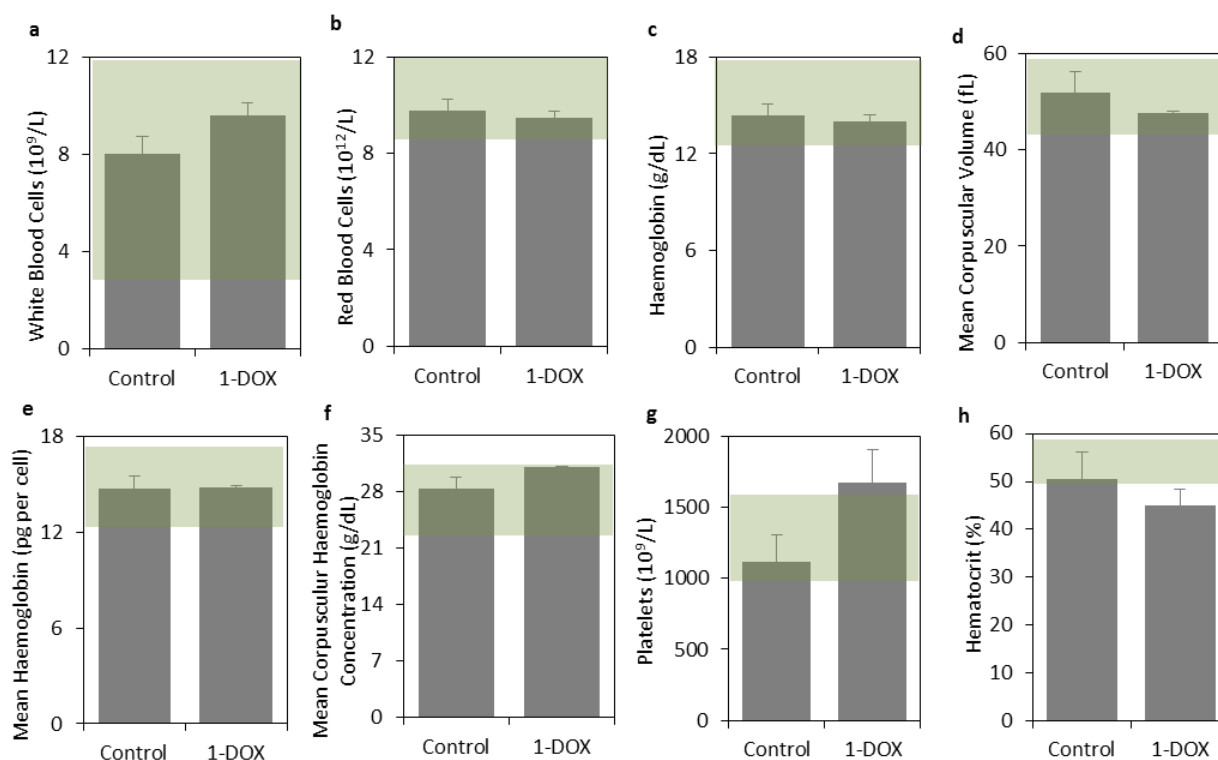 a
White Blood Cells (10⁹/L)
12
8
4
0
Control 1-DOX
b
Red Blood Cells (10¹²/L)
12
8
4
0
Control 1-DOX
c
Haemoglobin (g/dL)
18
12
6
0
Control 1-DOX
d
Mean Corpuscular Volume (fL)
60
40
20
0
Control 1-DOX
e
Mean Haemoglobin (pg per cell)
18
12
6
0
Control 1-DOX
f
Mean Corpusculur Haemoglobin
Concentration (g/dL)
35
28
21
14
7
0
Control 1-DOX
g
Platelets (10⁹/L)
2000
1500
1000
500
0
Control 1-DOX
h
Hematocrit (%)
60
50
40
30
20
10
0
Control 1-DOX